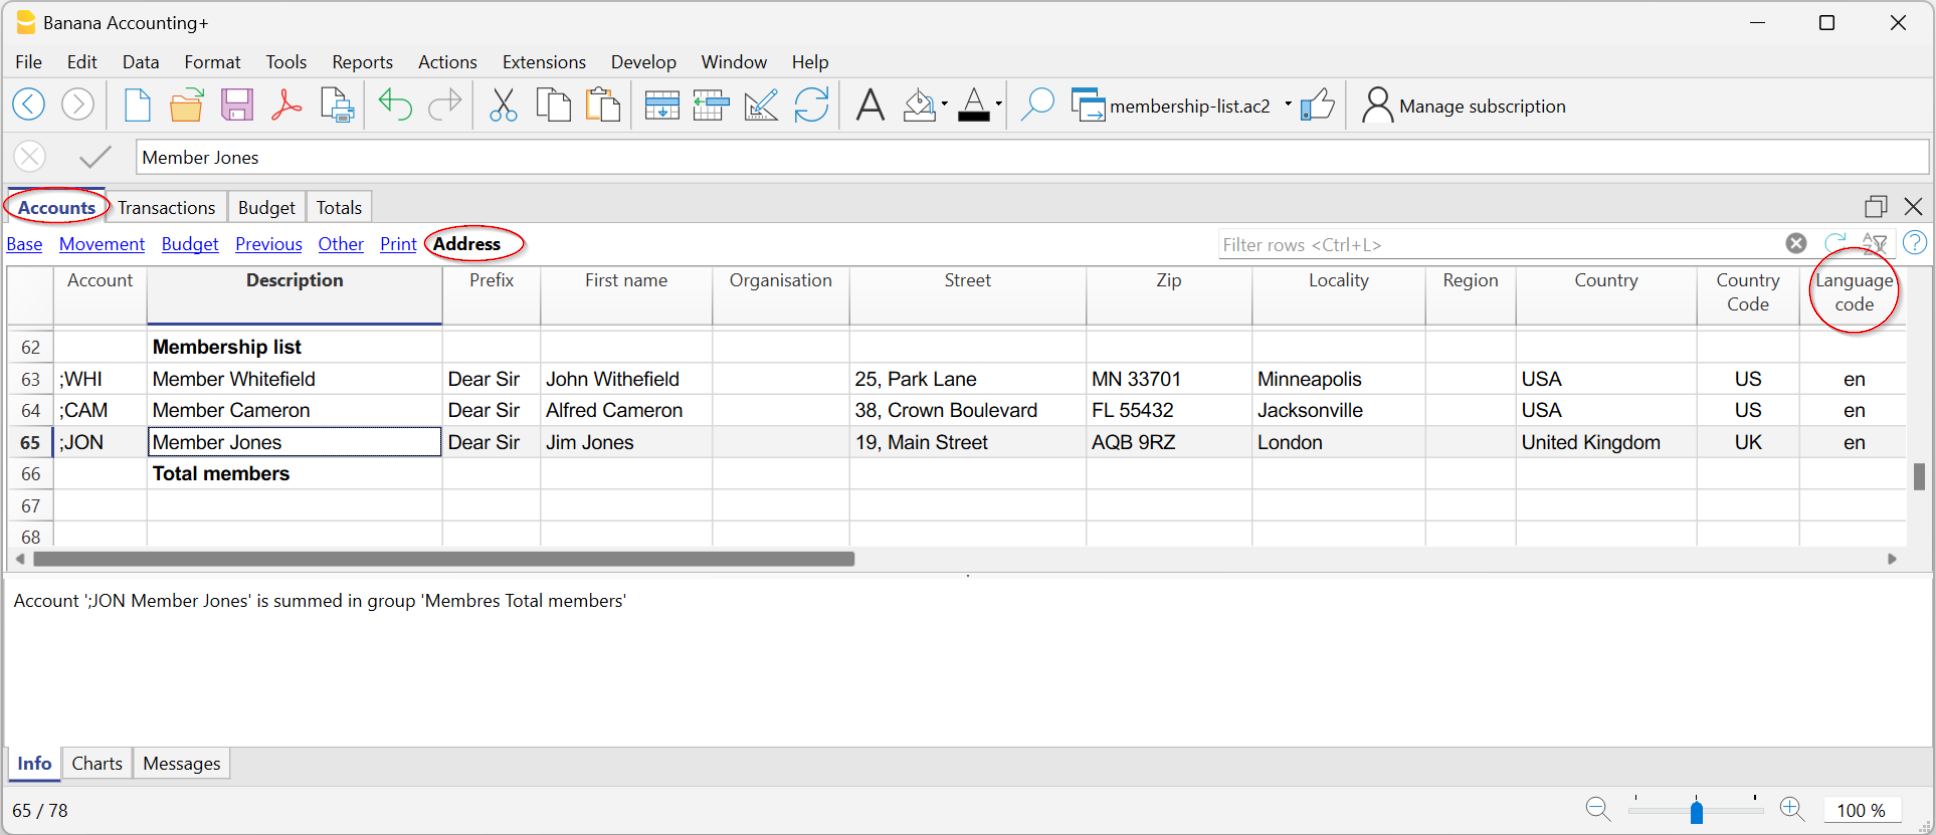 Banana Accounting+
File Edit Data Format Tools Reports Actions Extensions Develop Window Help
membership-list.ac2 Manage subscription
Member Jones
Accounts Transactions Budget Totals
Base Movement Budget Previous Other Print Address Filter rows <Ctrl+L>
Account Description Prefix First name Organisation Street Zip Locality Region Country Country Code Language code
62 Membership list
63 ;WHI Member Whitefield Dear Sir John Withefield 25, Park Lane MN 33701 Minneapolis USA US en
64 ;CAM Member Cameron Dear Sir Alfred Cameron 38, Crown Boulevard FL 55432 Jacksonville USA US en
65 ;JON Member Jones Dear Sir Jim Jones 19, Main Street AQB 9RZ London United Kingdom UK en
66 Total members
67
68
Account ';JON Member Jones' is summed in group 'Membres Total members'
Info Charts Messages
65 / 78 100 %